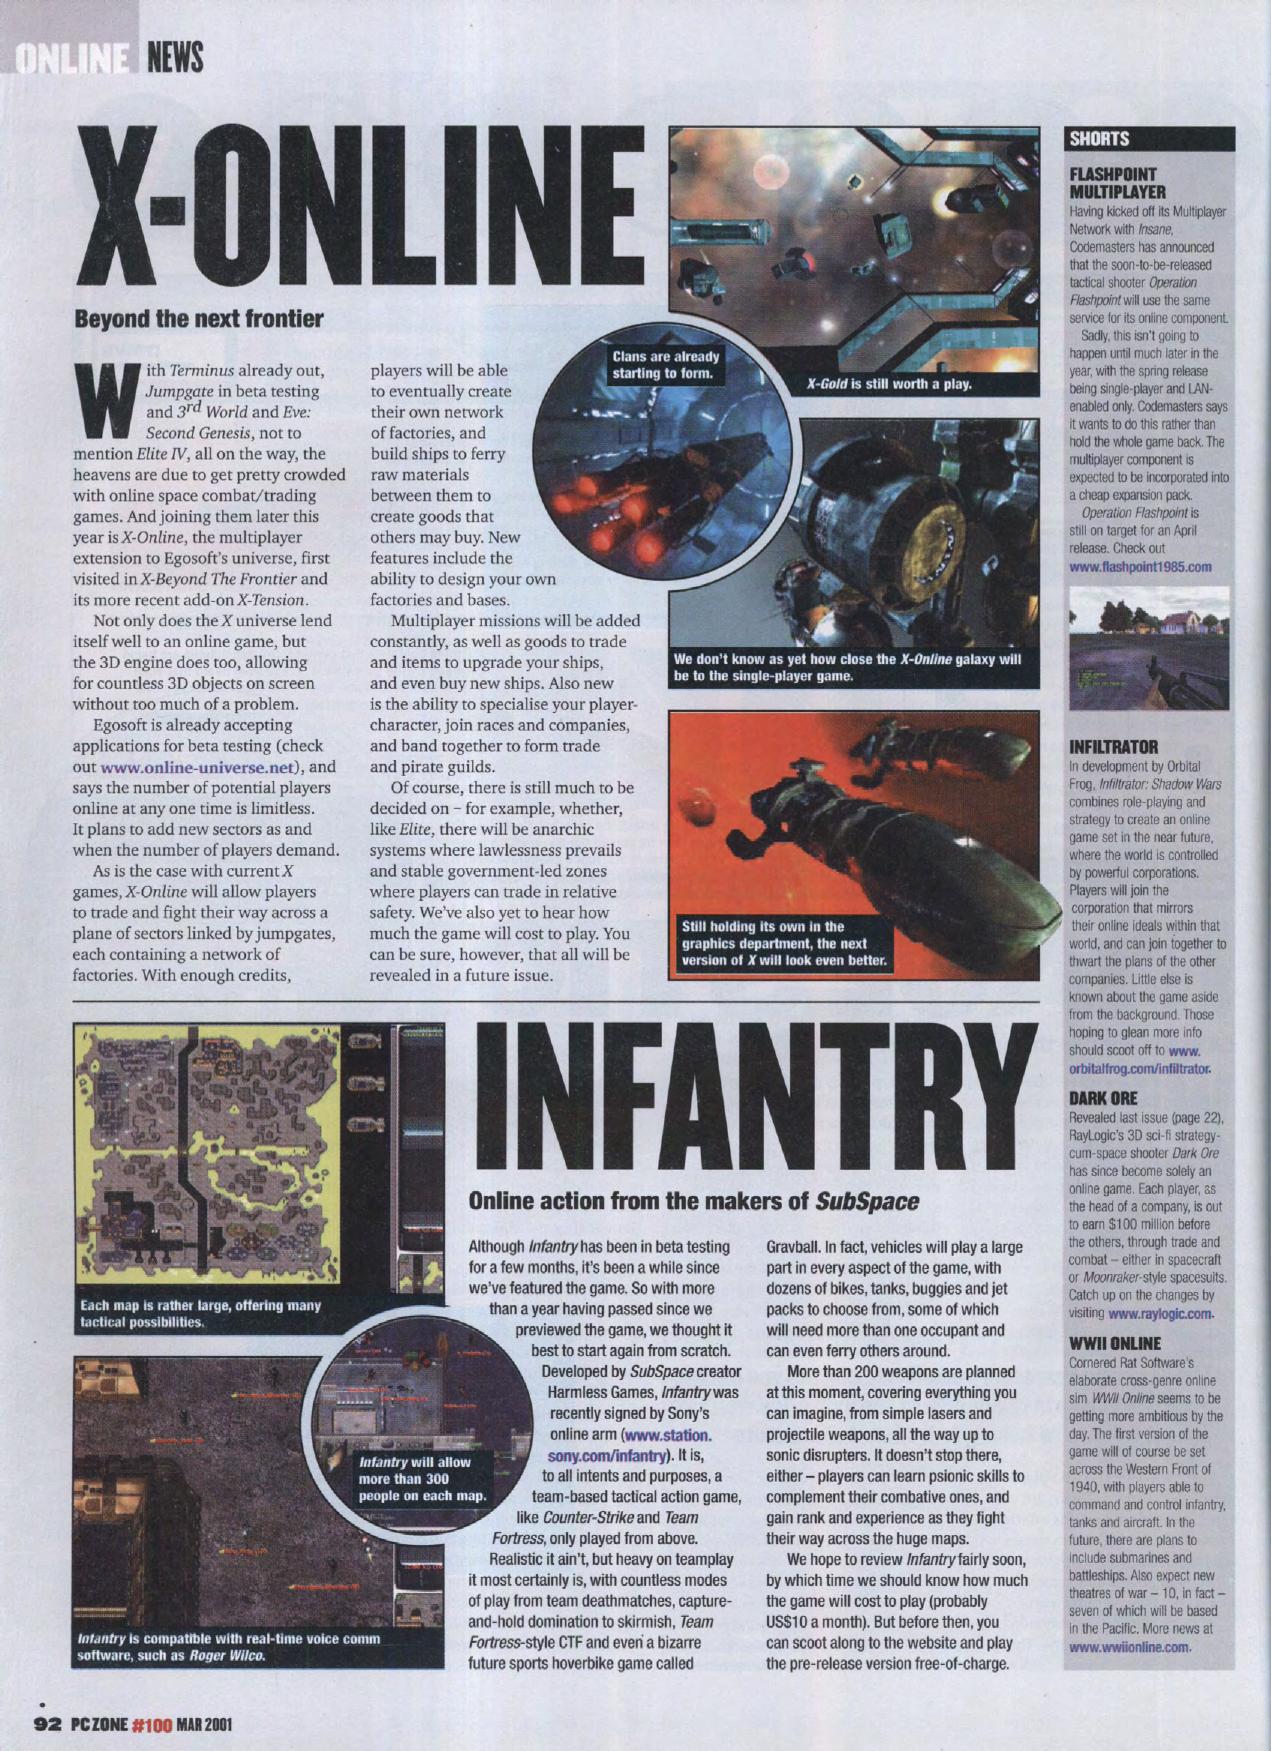 ONLINE NEWS
X-ONLINE
Beyond the next frontier
With Terminus already out,
Jumpgate in beta testing
and 3rd World and Eve:
Second Genesis, not to
mention Elite IV, all on the way, the
heavens are due to get pretty crowded
with online space combat/trading
games. And joining them later this
year is X-Online, the multiplayer
extension to Egosoft's universe, first
visited in X-Beyond The Frontier and
its more recent add-on X-Tension.
Not only does the X universe lend
itself well to an online game, but
the 3D engine does too, allowing
for countless 3D objects on screen
without too much of a problem.
Egosoft is already accepting
applications for beta testing (check
out www.online-universe.net), and
says the number of potential players
online at any one time is limitless.
It plans to add new sectors as and
when the number of players demand.
As is the case with current X
games, X-Online will allow players
to trade and fight their way across a
plane of sectors linked by jumpgates,
each containing a network of
factories. With enough credits,
players will be able
to eventually create
their own network
of factories, and
build ships to ferry
raw materials
between them to
create goods that
others may buy. New
features include the
ability to design your own
factories and bases.
Multiplayer missions will be added
constantly, as well as goods to trade
and items to upgrade your ships,
and even buy new ships. Also new
is the ability to specialise your player-
character, join races and companies,
and band together to form trade
and pirate guilds.
Of course, there is still much to be
decided on – for example, whether,
like Elite, there will be anarchic
systems where lawlessness prevails
and stable government-led zones
where players can trade in relative
safety. We've also yet to hear how
much the game will cost to play. You
can be sure, however, that all will be
revealed in a future issue.
Clans are already
starting to form.
X-Gold is still worth a play.
We don't know as yet how close the X-Online galaxy will
be to the single-player game.
Still holding its own in the
graphics department, the next
version of X will look even better.
INFANTRY
Online action from the makers of SubSpace
Each map is rather large, offering many
tactical possibilities.
Infantry will allow
more than 300
people on each map.
Infantry is compatible with real-time voice comm
software, such as Roger Wilco.
Although Infantry has been in beta testing
for a few months, it's been a while since
we've featured the game. So with more
than a year having passed since we
previewed the game, we thought it
best to start again from scratch.
Developed by SubSpace creator
Harmless Games, Infantry was
recently signed by Sony's
online arm (www.station.
sony.com/infantry). It is,
to all intents and purposes, a
team-based tactical action game,
like Counter-Strike and Team
Fortress, only played from above.
Realistic it ain't, but heavy on teamplay
it most certainly is, with countless modes
of play from team deathmatches, capture-
and-hold domination to skirmish, Team
Fortress-style CTF and even a bizarre
future sports hoverbike game called
Gravball. In fact, vehicles will play a large
part in every aspect of the game, with
dozens of bikes, tanks, buggies and jet
packs to choose from, some of which
will need more than one occupant and
can even ferry others around.
More than 200 weapons are planned
at this moment, covering everything you
can imagine, from simple lasers and
projectile weapons, all the way up to
sonic disrupters. It doesn't stop there,
either – players can learn psionic skills to
complement their combative ones, and
gain rank and experience as they fight
their way across the huge maps.
We hope to review Infantry fairly soon,
by which time we should know how much
the game will cost to play (probably
US$10 a month). But before then, you
can scoot along to the website and play
the pre-release version free-of-charge.
SHORTS
FLASHPOINT
MULTIPLAYER
Having kicked off its Multiplayer
Network with Insane,
Codemasters has announced
that the soon-to-be-released
tactical shooter Operation
Flashpoint will use the same
service for its online component.
Sadly, this isn't going to
happen until much later in the
year, with the spring release
being single-player and LAN-
enabled only. Codemasters says
it wants to do this rather than
hold the whole game back. The
multiplayer component is
expected to be incorporated into
a cheap expansion pack.
Operation Flashpoint is
still on target for an April
release. Check out
www.flashpoint1985.com
INFILTRATOR
In development by Orbital
Frog, Infiltrator: Shadow Wars
combines role-playing and
strategy to create an online
game set in the near future,
where the world is controlled
by powerful corporations.
Players will join the
corporation that mirrors
their online ideals within that
world, and can join together to
thwart the plans of the other
companies. Little else is
known about the game aside
from the background. Those
hoping to glean more info
should scoot off to www.
orbitalfrog.com/infiltrator.
DARK ORE
Revealed last issue (page 22),
RayLogic's 3D sci-fi strategy-
cum-space shooter Dark Ore
has since become solely an
online game. Each player, as
the head of a company, is out
to earn $100 million before
the others, through trade and
combat – either in spacecraft
or Moonraker-style spacesuits.
Catch up on the changes by
visiting www.raylogic.com.
WWII ONLINE
Cornered Rat Software's
elaborate cross-genre online
sim WWII Online seems to be
getting more ambitious by the
day. The first version of the
game will of course be set
across the Western Front of
1940, with players able to
command and control infantry,
tanks and aircraft. In the
future, there are plans to
include submarines and
battleships. Also expect new
theatres of war – 10, in fact –
seven of which will be based
in the Pacific. More news at
www.wwiionline.com.
92 PCZONE #100 MAR 2001